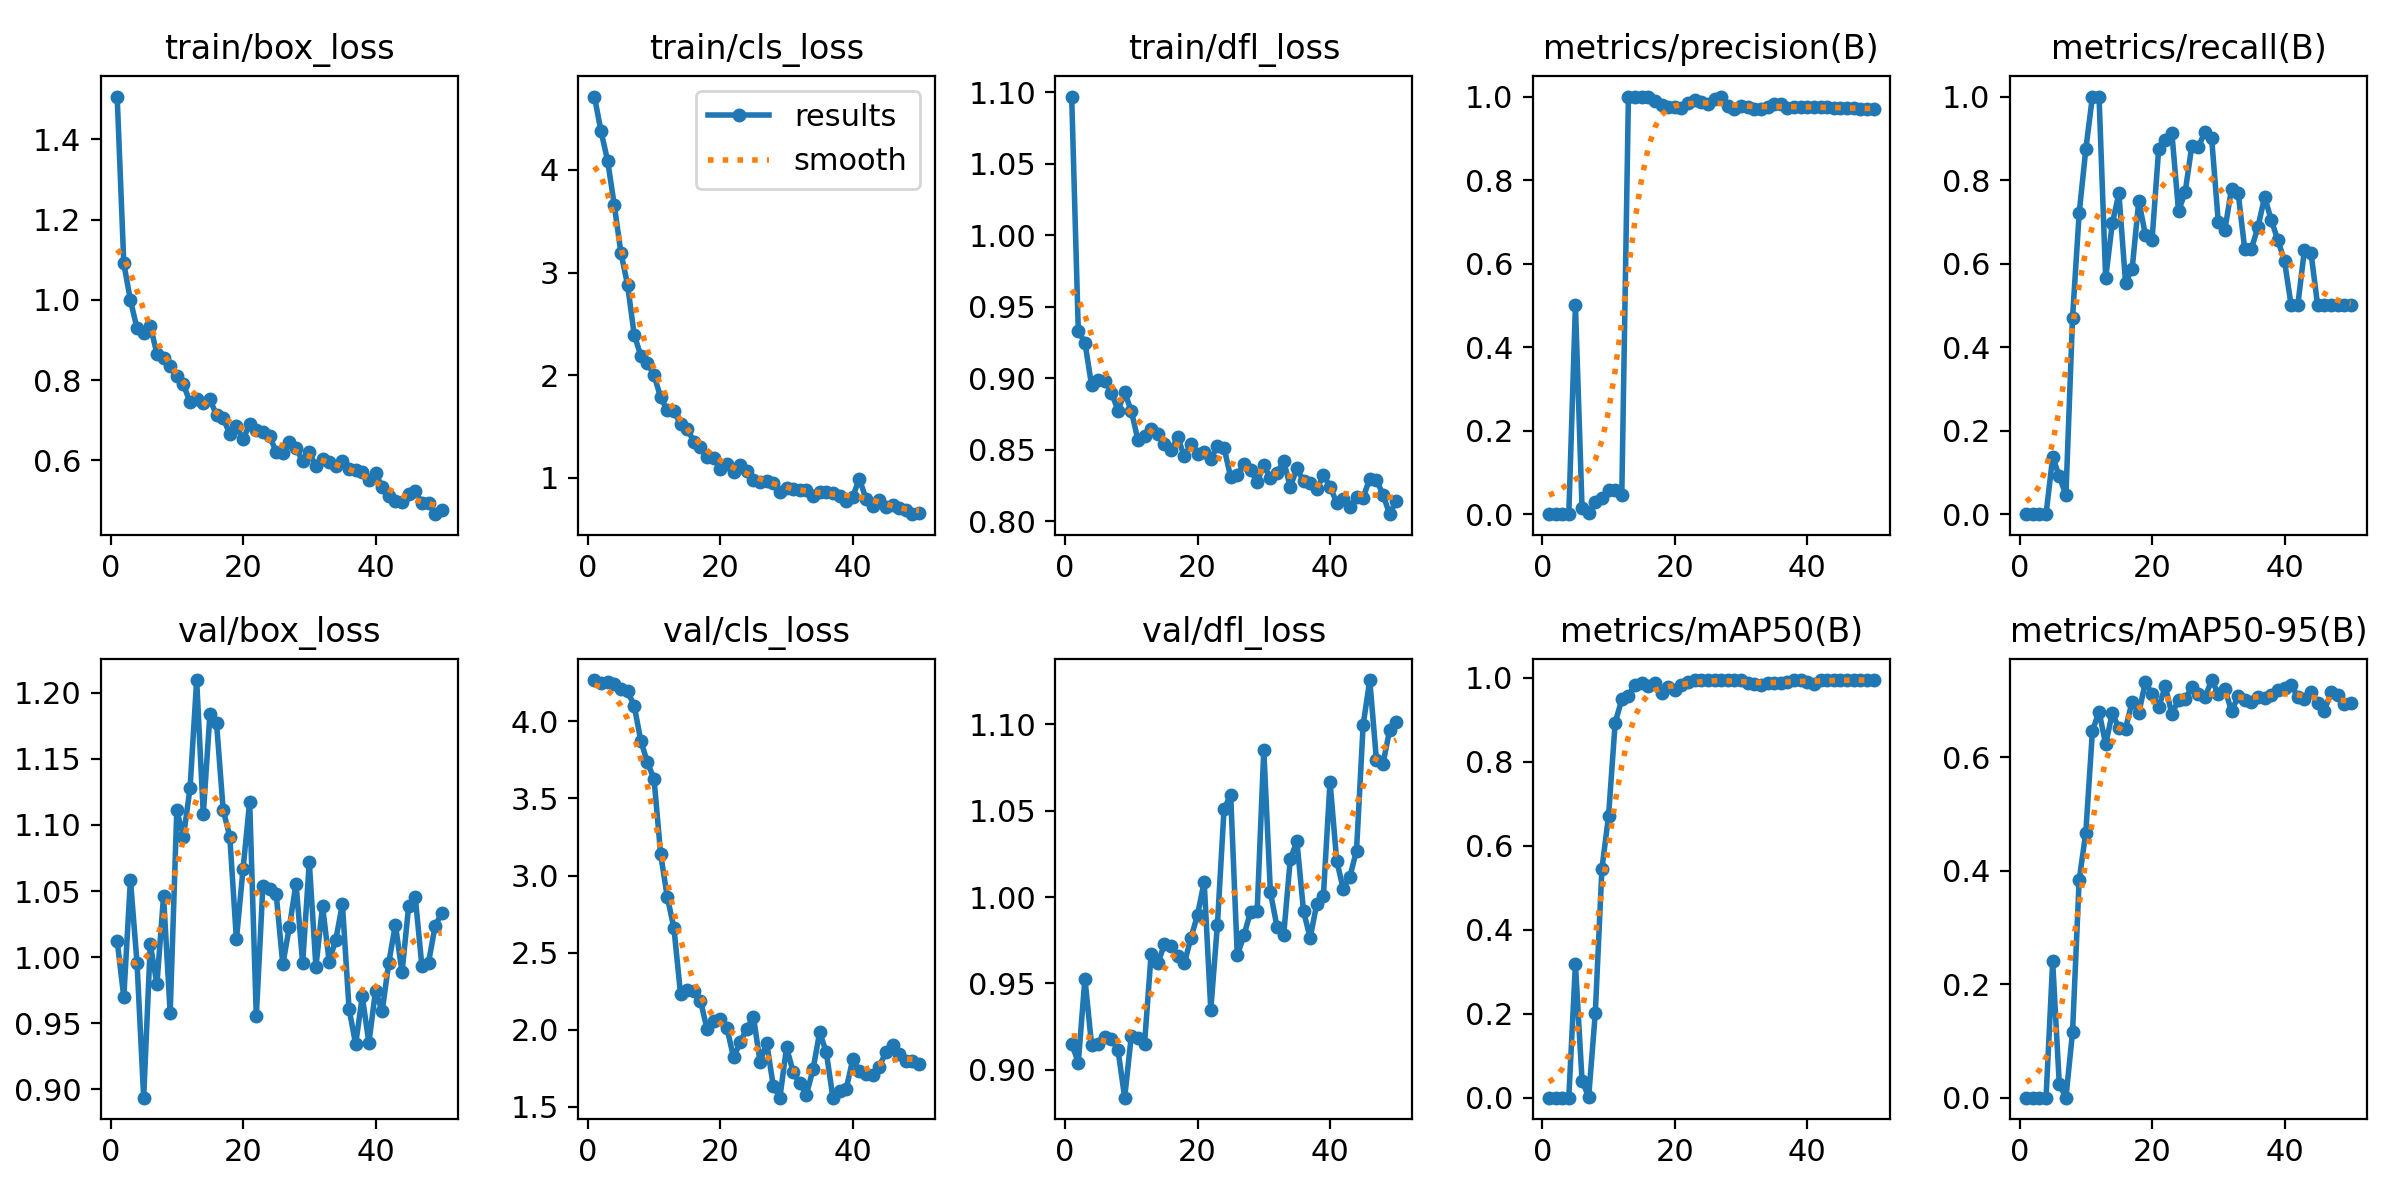 train/box_loss
1.4
1.2
1.0
0.8
0.6
0 20 40
train/cls_loss
results
smooth
4
3
2
1
0 20 40
train/dfl_loss
1.10
1.05
1.00
0.95
0.90
0.85
0.80
0 20 40
metrics/precision(B)
1.0
0.8
0.6
0.4
0.2
0.0
0 20 40
metrics/recall(B)
1.0
0.8
0.6
0.4
0.2
0.0
0 20 40
val/box_loss
1.20
1.15
1.10
1.05
1.00
0.95
0.90
0 20 40
val/cls_loss
4.0
3.5
3.0
2.5
2.0
1.5
0 20 40
val/dfl_loss
1.10
1.05
1.00
0.95
0.90
0 20 40
metrics/mAP50(B)
1.0
0.8
0.6
0.4
0.2
0.0
0 20 40
metrics/mAP50-95(B)
0.6
0.4
0.2
0.0
0 20 40